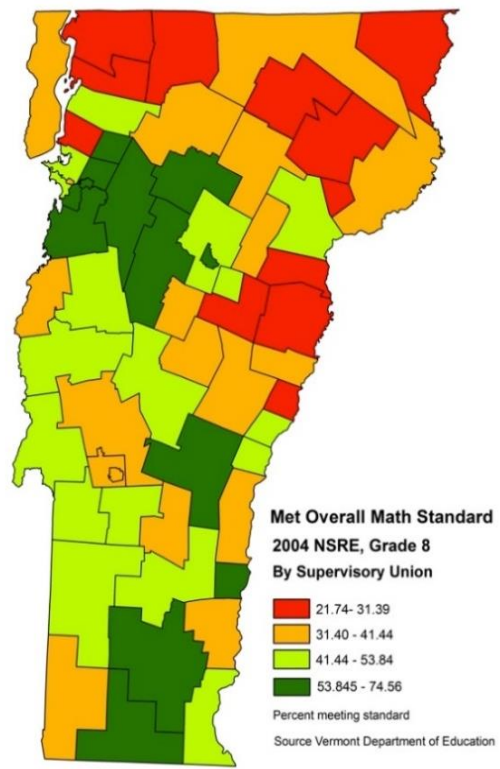 Met Overall Math Standard
2004 NSRE, Grade 8
By Supervisory Union
21.74- 31.39
31.40 - 41.44
41.44 - 53.84
53.845 - 74.56
Percent meeting standard
Source Vermont Department of Education